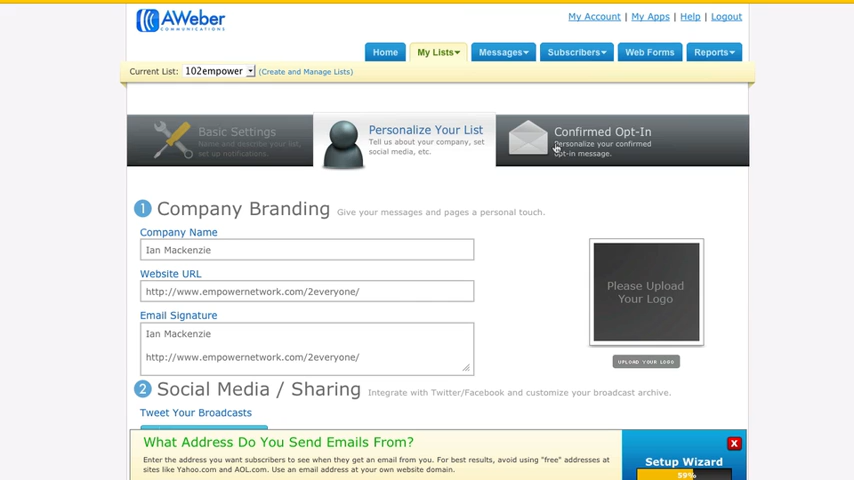 AWeber
COMMUNICATIONS
My Account | My Apps | Help | Logout
Home
My Lists
Messages
Subscribers
Web Forms
Reports
Current List: 102empower (Create and Manage Lists)
Basic Settings
Name and describe your list,
set up notifications.
Personalize Your List
Tell us about your company, set
social media, etc.
Confirmed Opt-In
Personalize your confirmed
opt-in message.
1 Company Branding Give your messages and pages a personal touch.
Company Name
Ian Mackenzie
Website URL
http://www.empowernetwork.com/2everyone/
Email Signature
Ian Mackenzie
http://www.empowernetwork.com/2everyone/
Please Upload
Your Logo
UPLOAD YOUR LOGO
2 Social Media / Sharing Integrate with Twitter/Facebook and customize your broadcast archive.
Tweet Your Broadcasts
What Address Do You Send Emails From?
Enter the address you want subscribers to see when they get an email from you. For best results, avoid using "free" addresses at
sites like Yahoo.com and AOL.com. Use an email address at your own website domain.
X
Setup Wizard
59%